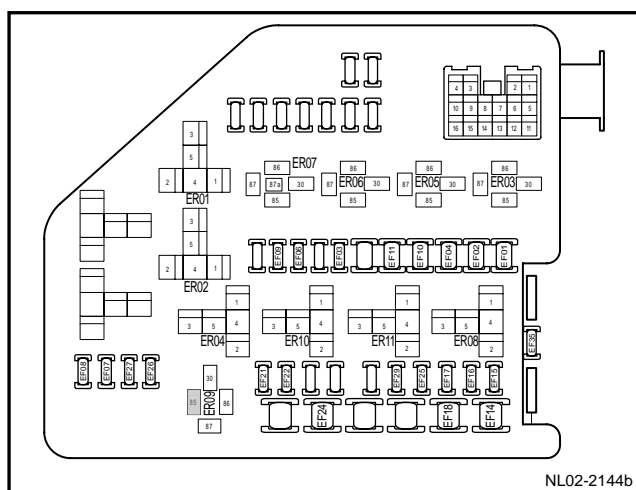 4 3 2 1
10 9 8 7 6 5
16 15 14 13 12 11
3
5
2 4 1
ER01
86 ER07
87 87a 30
85
86
87 ER06 30
85
86
87 ER05 30
85
86
87 ER03 30
85
3
5
2 4 1
ER02
EF09 EF06 EF03 EF11 EF10 EF04 EF02 EF01
1
3 5 4
ER04 2
1
3 5 4
ER10 2
1
3 5 4
ER11 2
1
3 5 4
ER08 2
EF35
EF08 EF07 EF27 EF26
30
85 ER09 86
87
EF21 EF22 EF29 EF25 EF17 EF16 EF15
EF24 EF18 EF14
NL02-2144b